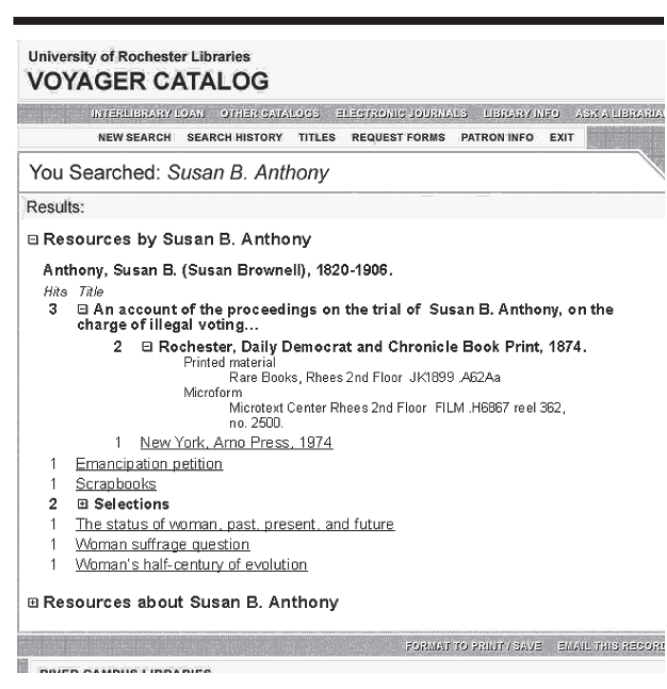 University of Rochester Libraries
VOYAGER CATALOG
INTERLIBRARY LOAN OTHER CATALOGS ELECTRONIC JOURNALS LIBRARY INFO ASK A LIBRARIA
NEW SEARCH SEARCH HISTORY TITLES REQUEST FORMS PATRON INFO EXIT
You Searched: Susan B. Anthony
Results:
Resources by Susan B. Anthony
Anthony, Susan B. (Susan Brownell), 1820-1906.
Hits Title
3 An account of the proceedings on the trial of Susan B. Anthony, on the
charge of illegal voting...
2 Rochester, Daily Democrat and Chronicle Book Print, 1874.
Printed material
Rare Books, Rhees 2nd Floor JK1899 .A62Aa
Microform
Microtext Center Rhees 2nd Floor FILM .H6867 reel 362,
no. 2500.
1 New York, Arno Press, 1974
1 Emancipation petition
1 Scrapbooks
2 Selections
1 The status of woman, past, present, and future
1 Woman suffrage question
1 Woman's half-century of evolution
Resources about Susan B. Anthony
FORMAT TO PRINT / SAVE EMAIL THIS RECORD
RIVER CAMPUS LIBRARIES